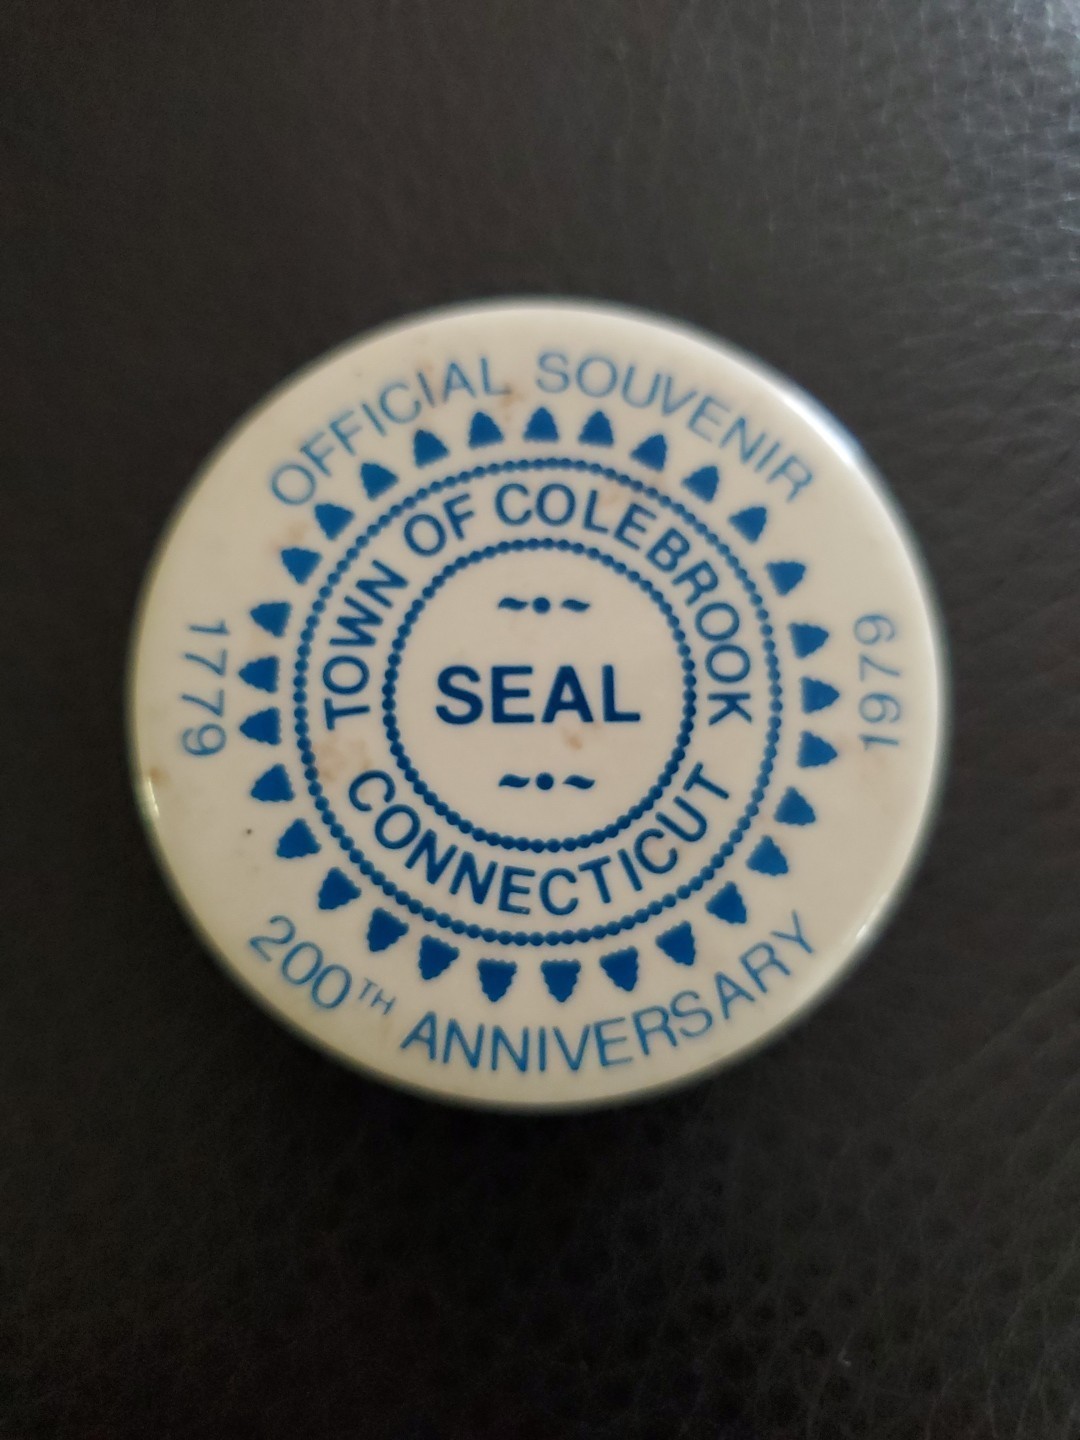 OFFICIAL SOUVENIR
TOWN OF COLEBROOK
CONNECTICUT
SEAL
1779
1979
200TH ANNIVERSARY